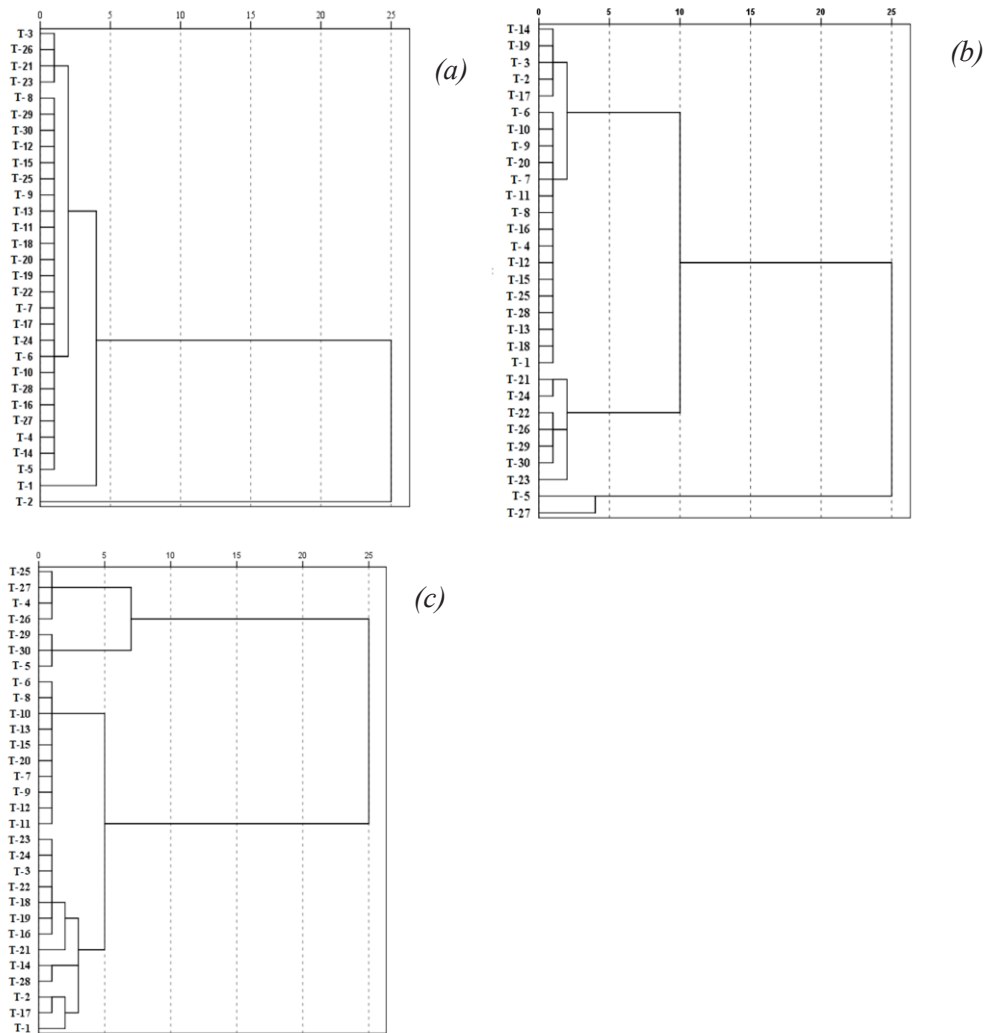 0 5 10 15 20 25
T-3
T-26
T-21
T-23
T-8
T-29
T-30
T-12
T-15
T-25
T-9
T-13
T-11
T-18
T-20
T-19
T-22
T-7
T-17
T-24
T-6
T-10
T-28
T-16
T-27
T-4
T-14
T-5
T-1
T-2
(a)
0 5 10 15 20 25
T-14
T-19
T-3
T-2
T-17
T-6
T-10
T-9
T-20
T-7
T-11
T-8
T-16
T-4
T-12
T-15
T-25
T-28
T-13
T-18
T-1
T-21
T-24
T-22
T-26
T-29
T-30
T-23
T-5
T-27
(b)
0 5 10 15 20 25
T-25
T-27
T-4
T-26
T-29
T-30
T-5
T-6
T-8
T-10
T-13
T-15
T-20
T-7
T-9
T-12
T-11
T-23
T-24
T-3
T-22
T-18
T-19
T-16
T-21
T-14
T-28
T-2
T-17
T-1
(c)